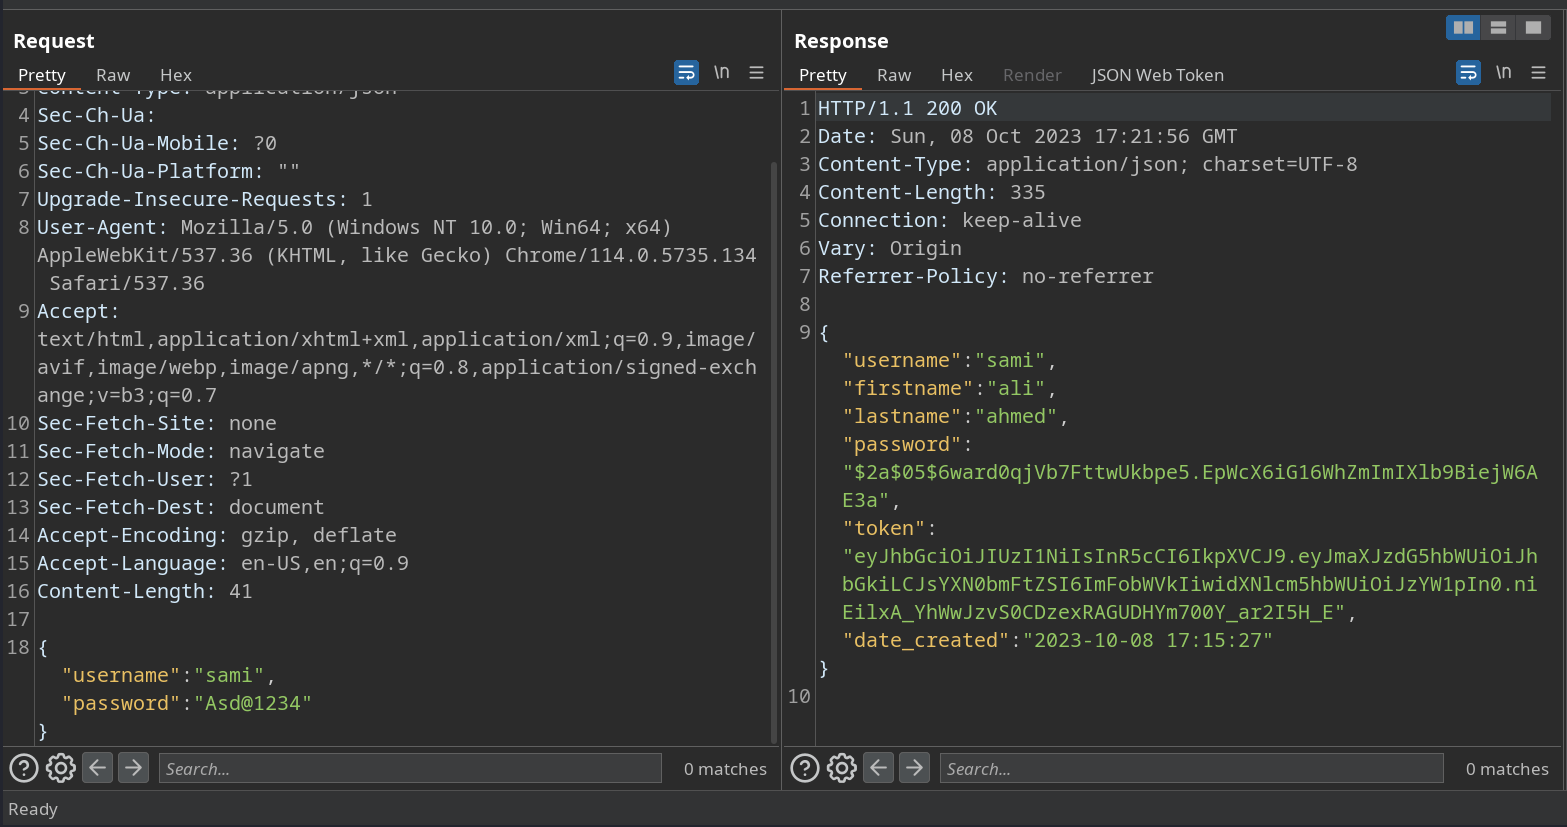 Request
Pretty Raw Hex \n
3 Content-Type: application/json
4 Sec-Ch-Ua:
5 Sec-Ch-Ua-Mobile: ?0
6 Sec-Ch-Ua-Platform: ""
7 Upgrade-Insecure-Requests: 1
8 User-Agent: Mozilla/5.0 (Windows NT 10.0; Win64; x64)
AppleWebKit/537.36 (KHTML, like Gecko) Chrome/114.0.5735.134
Safari/537.36
9 Accept:
text/html,application/xhtml+xml,application/xml;q=0.9,image/
avif,image/webp,image/apng,*/*;q=0.8,application/signed-exch
ange;v=b3;q=0.7
10 Sec-Fetch-Site: none
11 Sec-Fetch-Mode: navigate
12 Sec-Fetch-User: ?1
13 Sec-Fetch-Dest: document
14 Accept-Encoding: gzip, deflate
15 Accept-Language: en-US,en;q=0.9
16 Content-Length: 41
17
18 {
"username":"sami",
"password":"Asd@1234"
}
Search...
0 matches
Response
Pretty Raw Hex Render JSON Web Token \n
1 HTTP/1.1 200 OK
2 Date: Sun, 08 Oct 2023 17:21:56 GMT
3 Content-Type: application/json; charset=UTF-8
4 Content-Length: 335
5 Connection: keep-alive
6 Vary: Origin
7 Referrer-Policy: no-referrer
8
9 {
"username":"sami",
"firstname":"ali",
"lastname":"ahmed",
"password":
"$2a$05$6ward0qjVb7FttwUkbpe5.EpWcX6iG16WhZmImIXlb9BiejW6A
E3a",
"token":
"eyJhbGciOiJIUzI1NiIsInR5cCI6IkpXVCJ9.eyJmaXJzdG5hbWUiOiJh
bGkiLCJsYXN0bmFtZSI6ImFobWVkIiwidXNlcm5hbWUiOiJzYW1pIn0.ni
EilxA_YhWwJzvS0CDzexRAGUDHYm700Y_ar2I5H_E",
"date_created":"2023-10-08 17:15:27"
}
10
Search...
0 matches
Ready